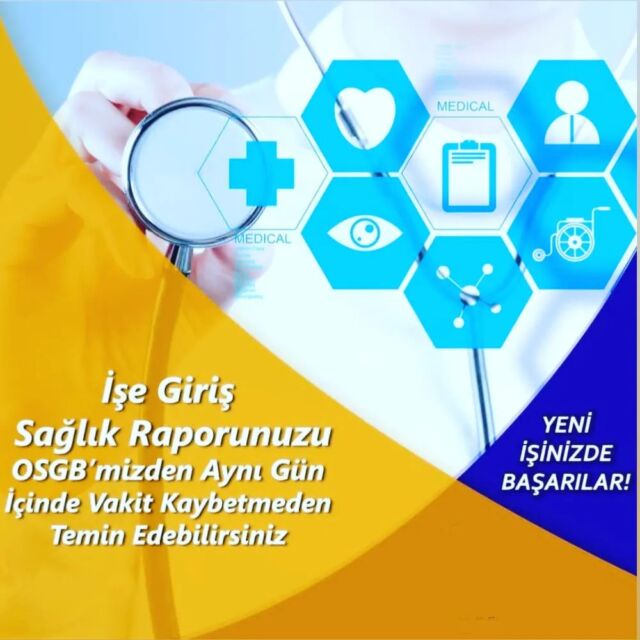 MEDICAL
MEDICAL
İşe Giriş
Sağlık Raporunuzu
OSGB'mizden Aynı Gün
İçinde Vakit Kaybetmeden
Temin Edebilirsiniz
YENİ
İŞİNİZDE
BAŞARILAR!